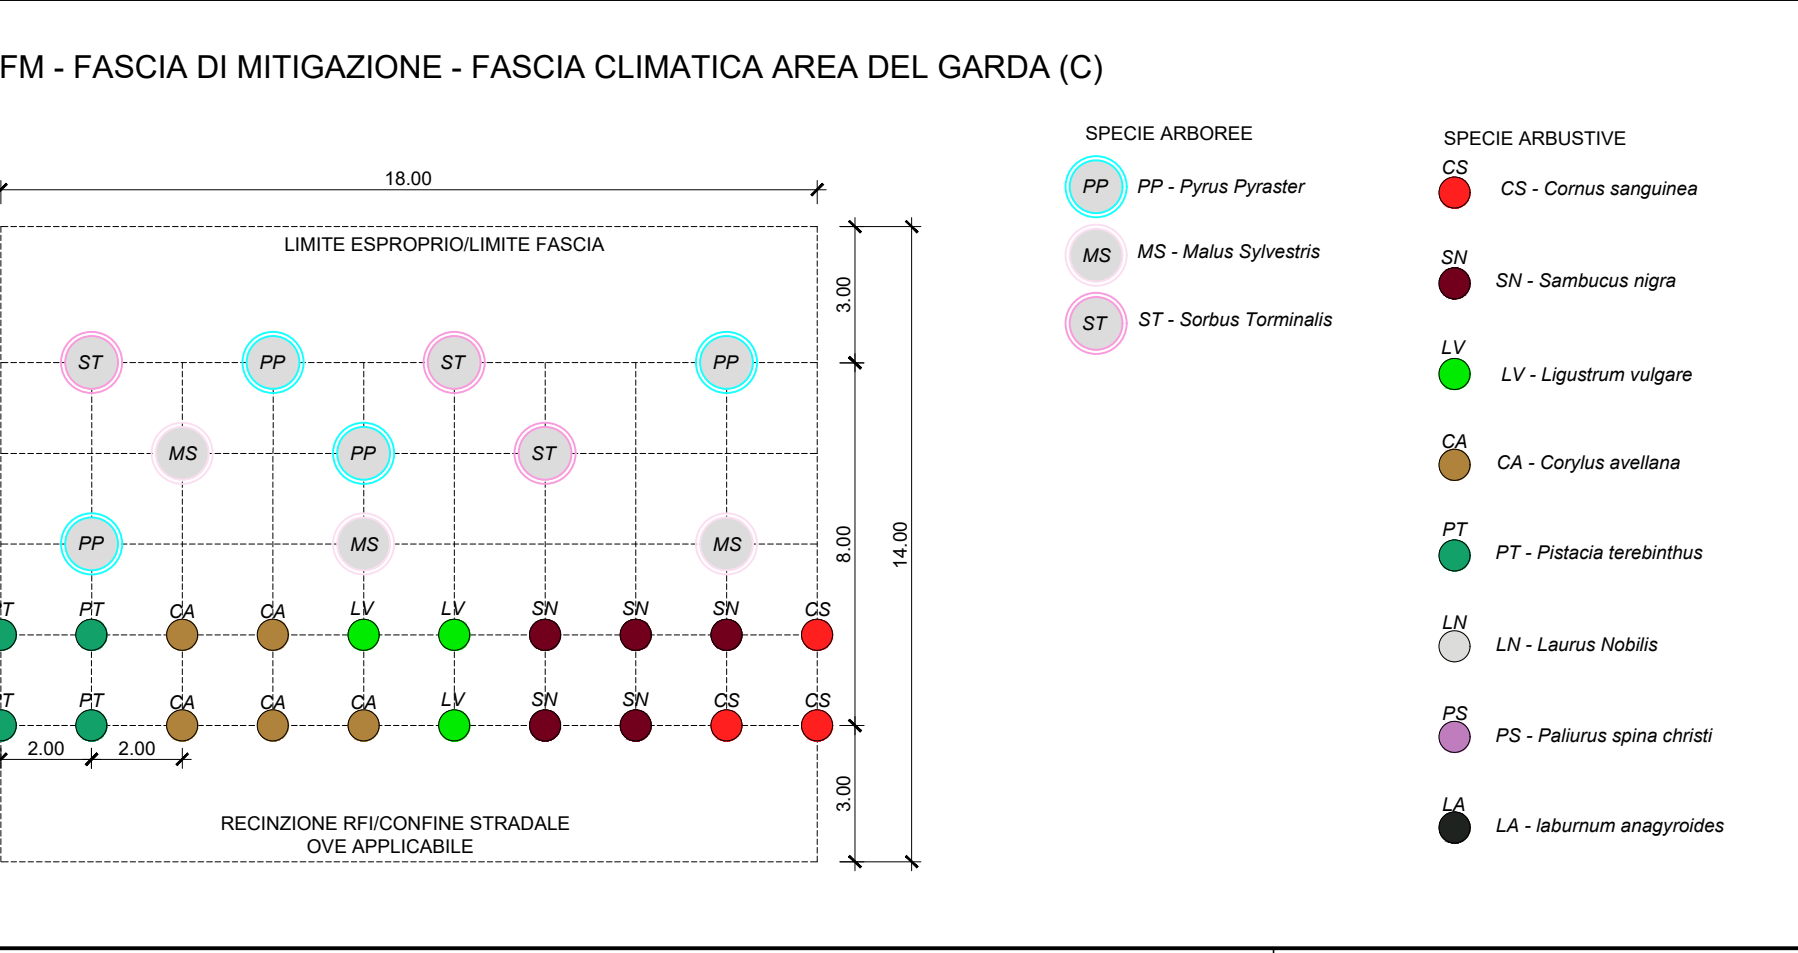 FM - FASCIA DI MITIGAZIONE - FASCIA CLIMATICA AREA DEL GARDA (C)
SPECIE ARBOREE
PP PP - Pyrus Pyraster
MS MS - Malus Sylvestris
ST ST - Sorbus Torminalis
SPECIE ARBUSTIVE
CS
CS - Cornus sanguinea
SN
SN - Sambucus nigra
LV
LV - Ligustrum vulgare
CA
CA - Corylus avellana
PT
PT - Pistacia terebinthus
LN
LN - Laurus Nobilis
PS
PS - Paliurus spina christi
LA
LA - laburnum anagyroides
18.00
LIMITE ESPROPRIO/LIMITE FASCIA
3.00
ST PP ST PP
MS PP ST
PP MS MS
8.00
14.00
T PT CA CA LV LV SN SN SN CS
T PT CA CA CA LV SN SN CS CS
2.00 2.00
3.00
RECINZIONE RFI/CONFINE STRADALE
OVE APPLICABILE